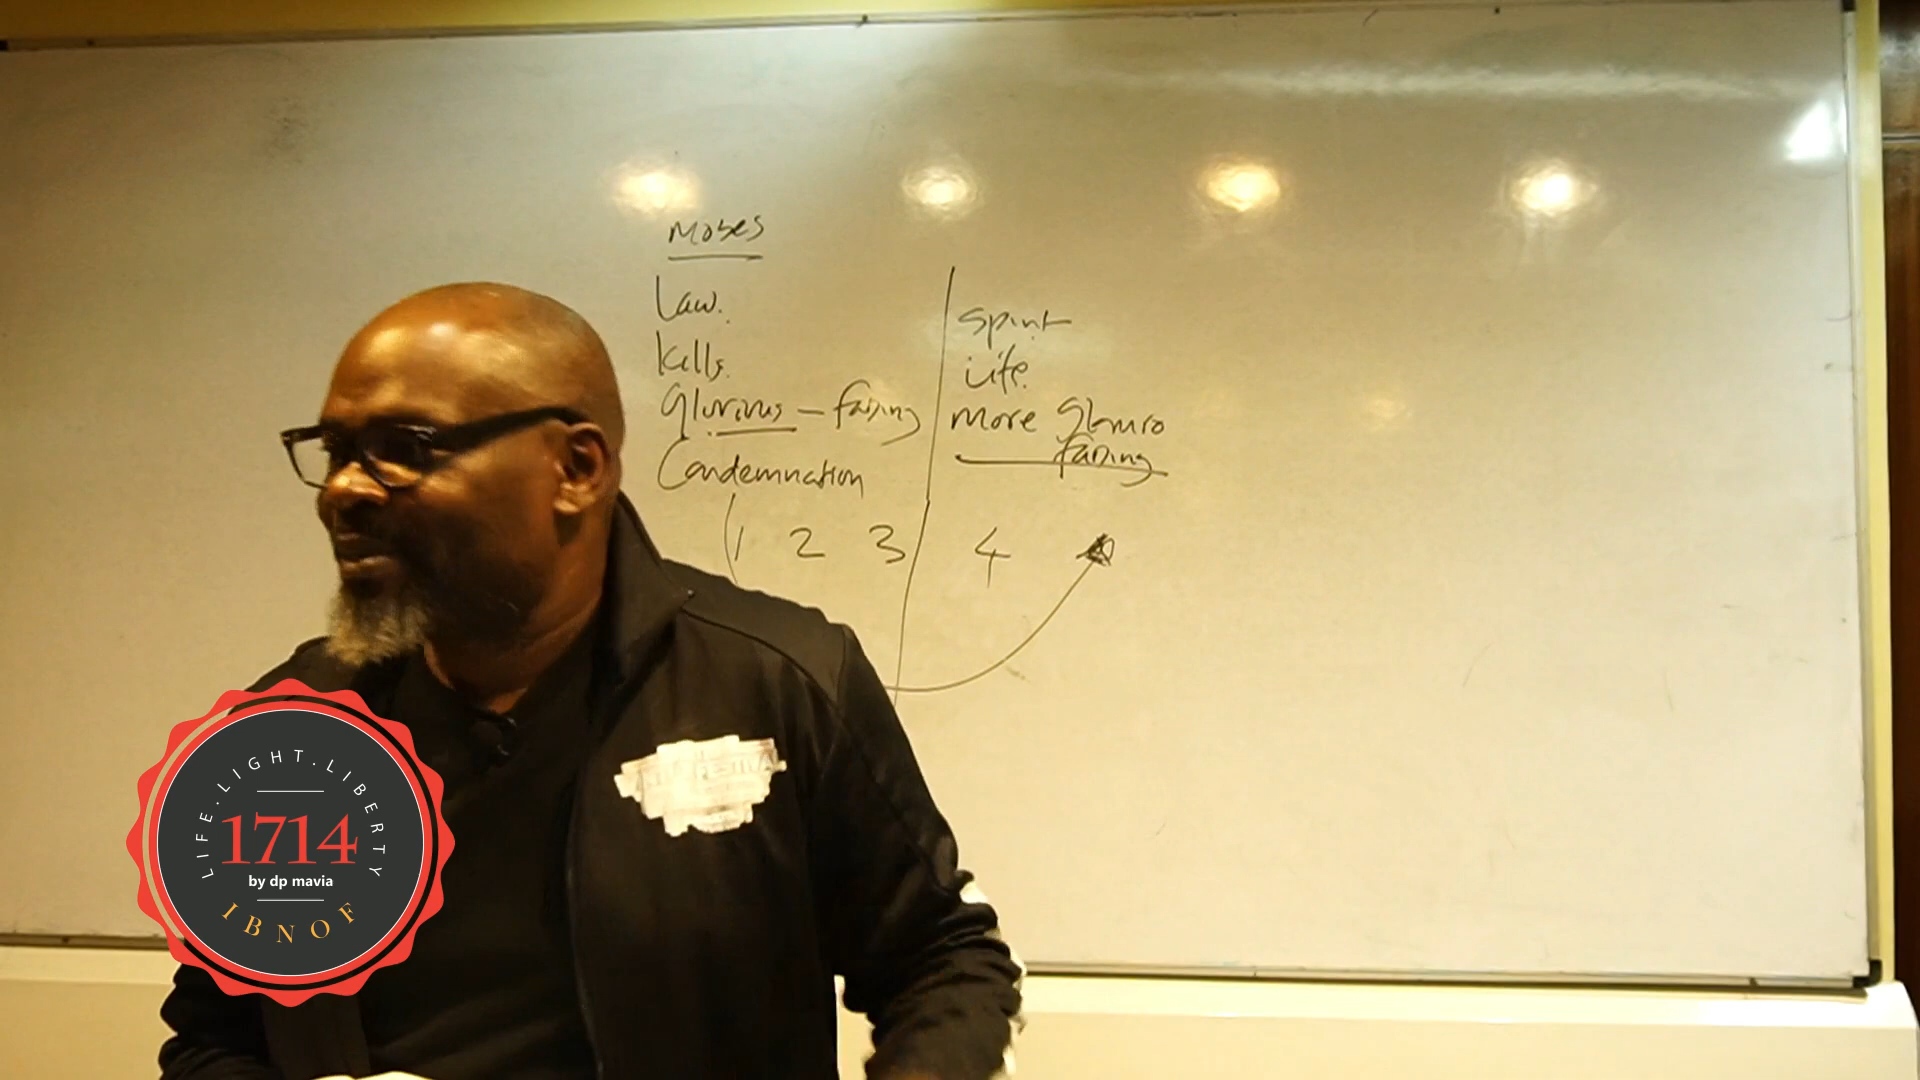 Moses
Law.
Kills.
Glorious – fading
Condemnation
Spirit
Life.
More Glorio
fading
1 2 3 4
LIFE.LIGHT.LIBERTY
1714
by dp mavia
IBNOF